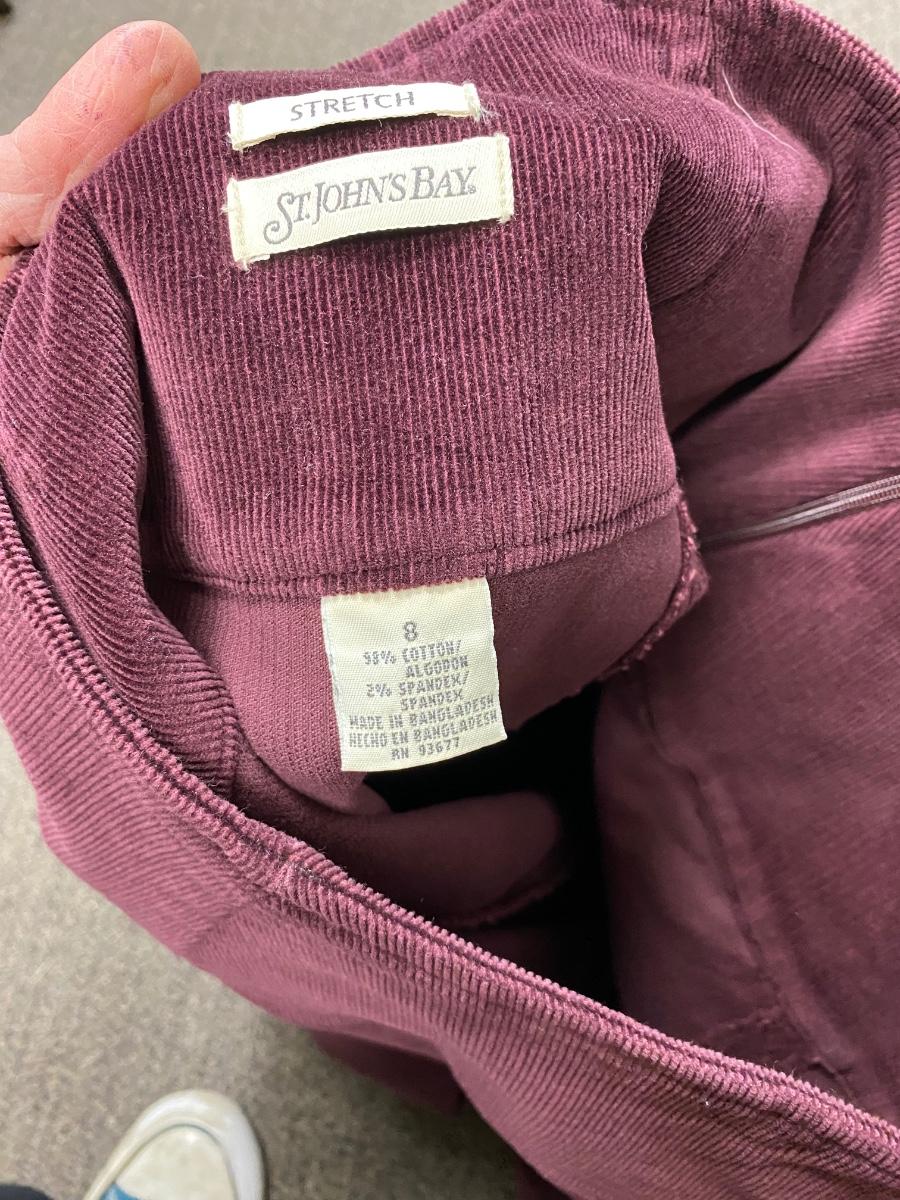 STRETCH
ST. JOHN'S BAY®
8
98% COTTON/
ALGODON
2% SPANDEX/
SPANDEX
MADE IN BANGLADESH
HECHO EN BANGLADESH
RN 93677